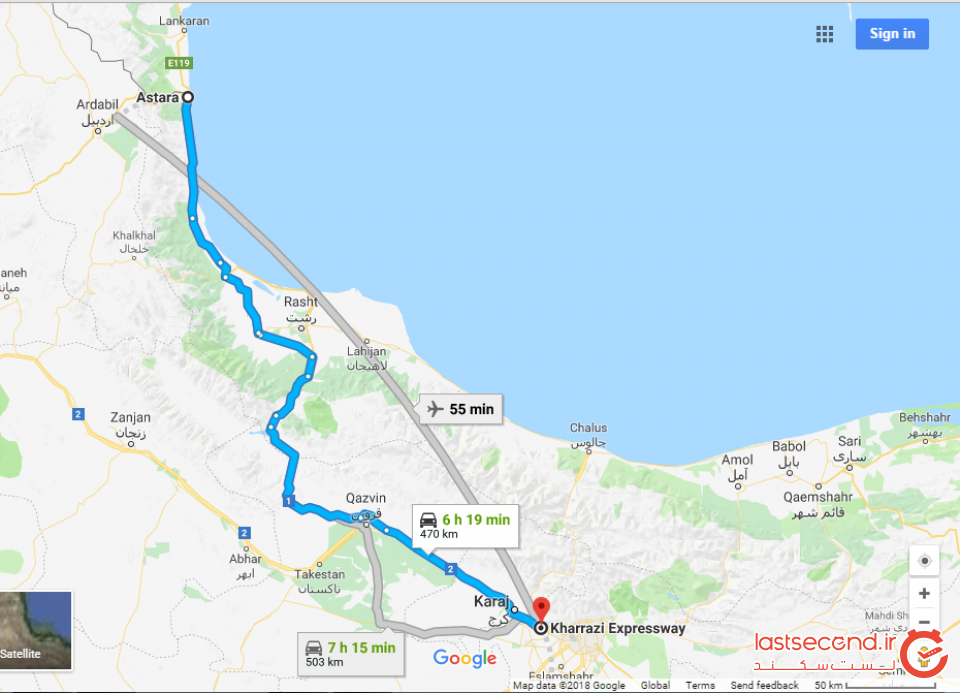 Lankaran
Sign in
E119
Astara
Ardabil
اردبیل
Khalkhal
خلخال
aneh
میانه
Rasht
رشت
Lahijan
لاهیجان
55 min
2
Zanjan
زنجان
Chalus
چالوس
Behshahr
بهشهر
Babol
بابل
Sari
ساری
Amol
آمل
Qaemshahr
قائم شهر
1
Qazvin
قزوین
6 h 19 min
470 km
2
Abhar
ابهر
Takestan
تاکستان
2
Karaj
کرج
Kharrazi Expressway
Mahdi Sh
7 h 15 min
503 km
Google
Satellite
Eslamshahr
lastsecond.ir
لست سکند
Map data ©2018 Google Global Terms Send feedback 50 km